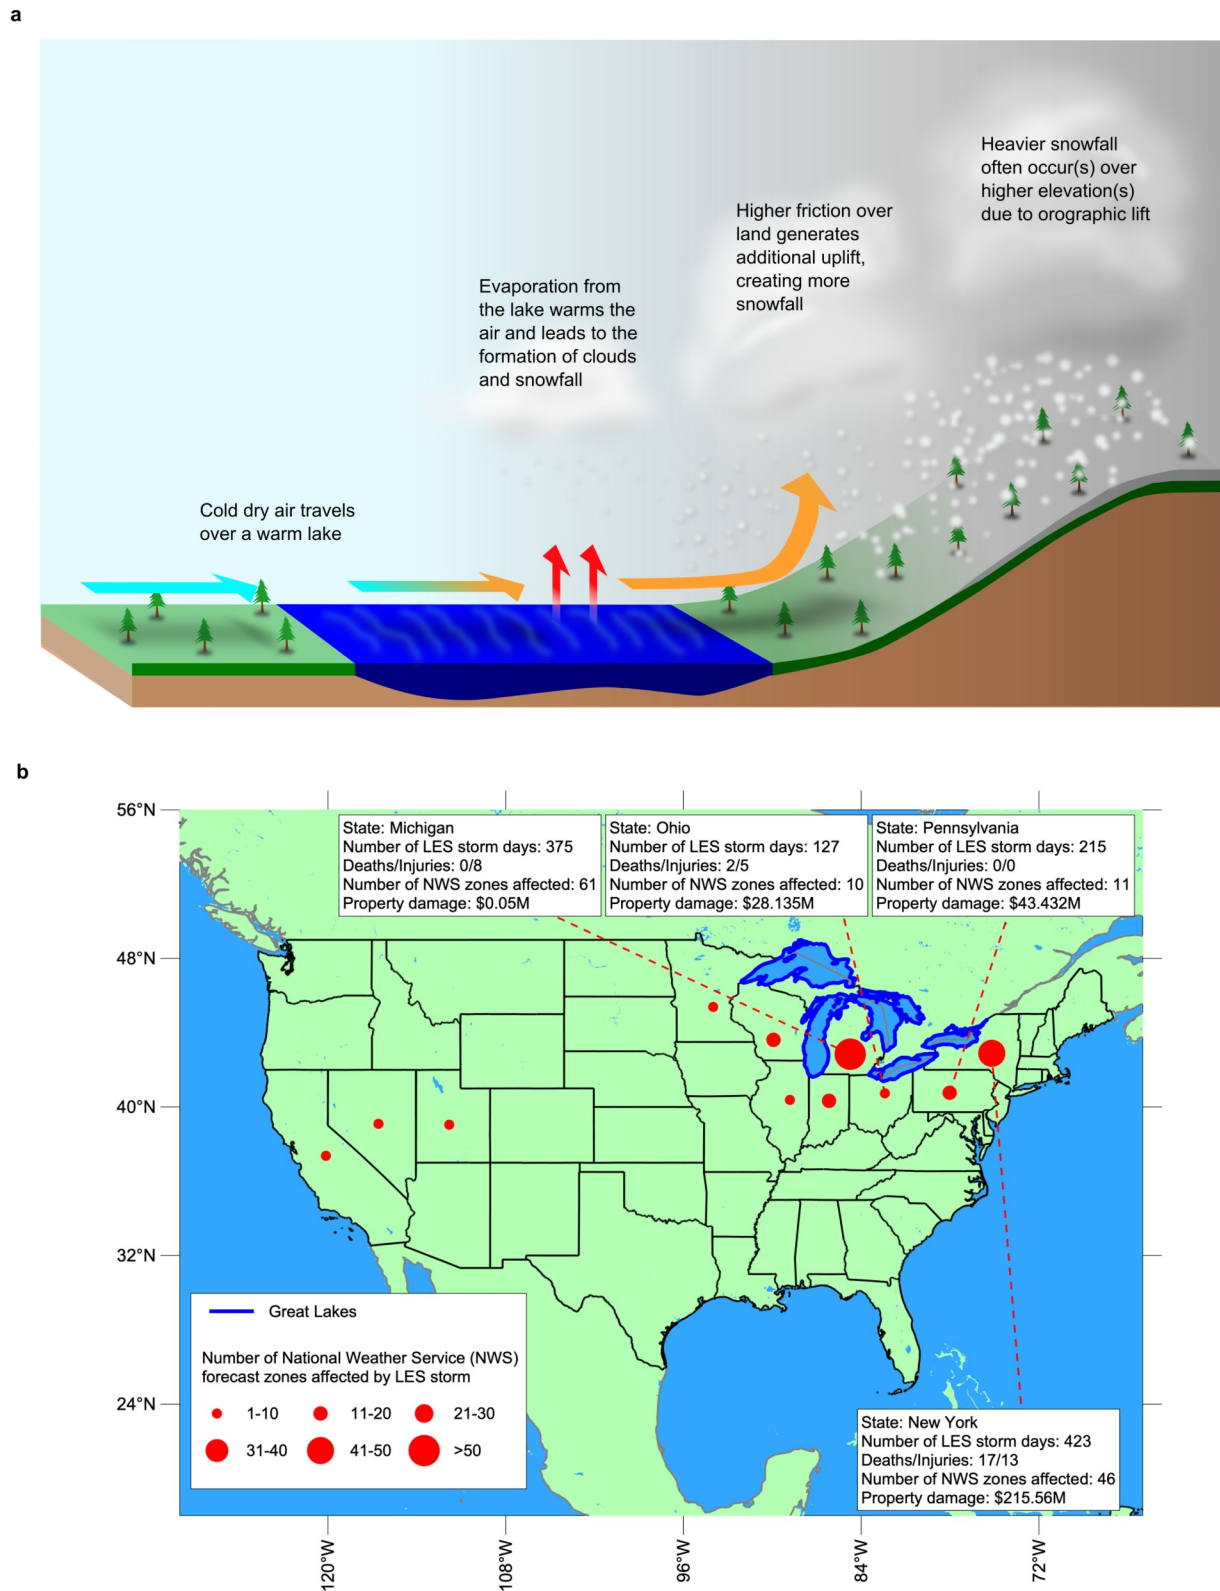 a
Heavier snowfall
often occur(s) over
higher elevation(s)
due to orographic lift
Higher friction over
land generates
additional uplift,
creating more
snowfall
Evaporation from
the lake warms the
air and leads to the
formation of clouds
and snowfall
Cold dry air travels
over a warm lake
b
56°N
48°N
40°N
32°N
24°N
State: Michigan
Number of LES storm days: 375
Deaths/Injuries: 0/8
Number of NWS zones affected: 61
Property damage: $0.05M
State: Ohio
Number of LES storm days: 127
Deaths/Injuries: 2/5
Number of NWS zones affected: 10
Property damage: $28.135M
State: Pennsylvania
Number of LES storm days: 215
Deaths/Injuries: 0/0
Number of NWS zones affected: 11
Property damage: $43.432M
Great Lakes
Number of National Weather Service (NWS)
forecast zones affected by LES storm
1-10 11-20 21-30
31-40 41-50 >50
State: New York
Number of LES storm days: 423
Deaths/Injuries: 17/13
Number of NWS zones affected: 46
Property damage: $215.56M
120°W 108°W 96°W 84°W 72°W